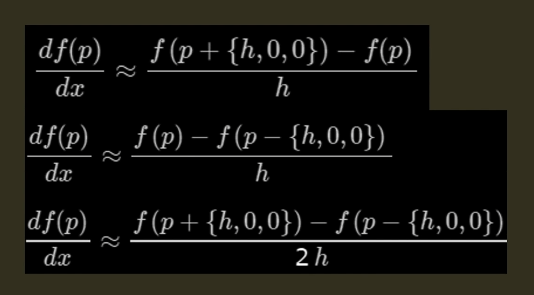 df(p)/dx ≈ (f(p + {h,0,0}) − f(p))/h
df(p)/dx ≈ (f(p) − f(p − {h,0,0}))/h
df(p)/dx ≈ (f(p + {h,0,0}) − f(p − {h,0,0}))/2 h